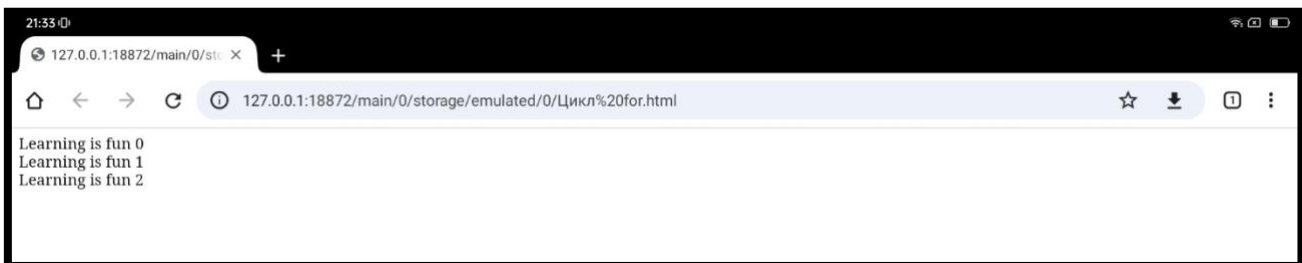 21:33
127.0.0.1:18872/main/0/sto
127.0.0.1:18872/main/0/storage/emulated/0/Цикл%20for.html
1
Learning is fun 0
Learning is fun 1
Learning is fun 2